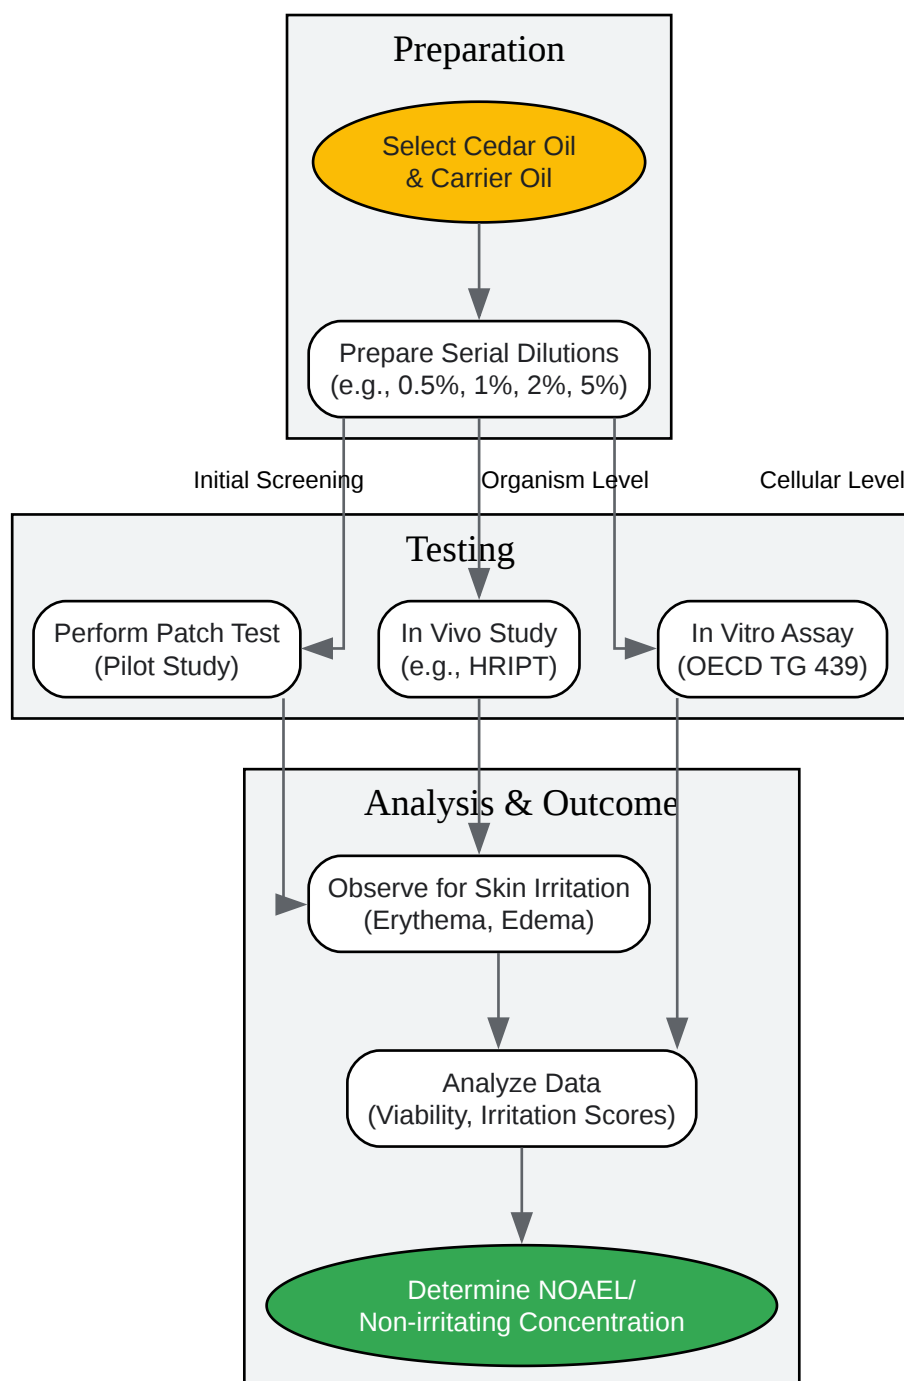 Preparation
Select Cedar Oil
& Carrier Oil
Prepare Serial Dilutions
(e.g., 0.5%, 1%, 2%, 5%)
Initial Screening
Organism Level
Cellular Level
Testing
Perform Patch Test
(Pilot Study)
In Vivo Study
(e.g., HRIPT)
In Vitro Assay
(OECD TG 439)
Analysis & Outcome
Observe for Skin Irritation
(Erythema, Edema)
Analyze Data
(Viability, Irritation Scores)
Determine NOAEL/
Non-irritating Concentration